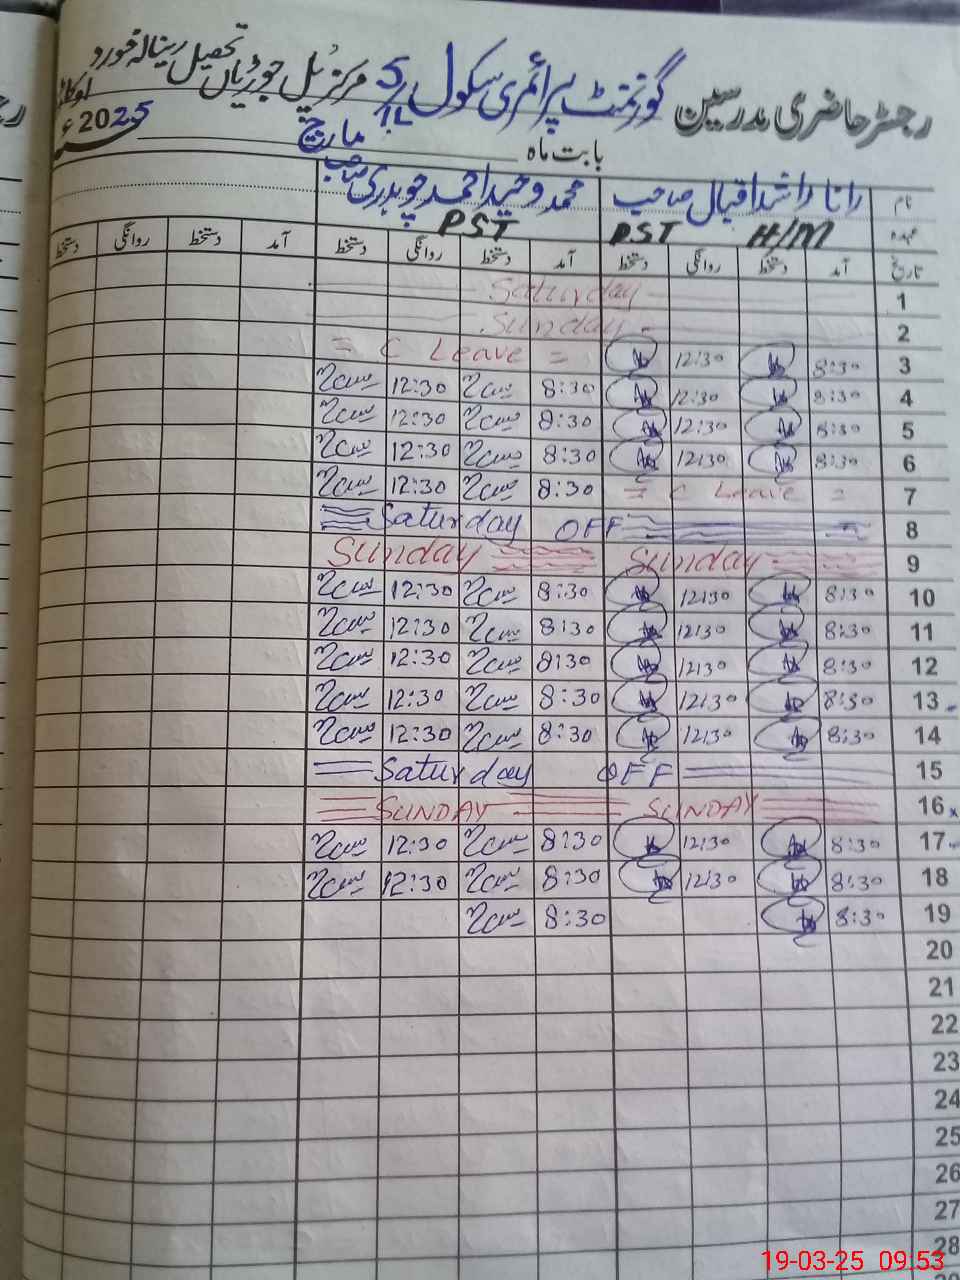 رجسٹر حاضری مدرسین گورنمنٹ پرائمری سکول 5/1L مرکز پل جوڑیاں تحصیل رینالہ خورد اوکاڑہ
بابت ماہ مارچ 2025ء
نام رانا راشد اقبال صاحب محمد وحید احمد چوہدری صاحب
عہدہ PST H/M PST
تاریخ آمد دستخط روانگی دستخط آمد دستخط روانگی دستخط آمد دستخط روانگی دستخط
1 Saturday
2 Sunday
3 8:30 12:30 = C Leave =
4 8:30 12:30 8:30 12:30
5 8:30 12:30 8:30 12:30
6 8:30 12:30 8:30 12:30
7 = C Leave = 8:30 12:30
8 Saturday OFF
9 Sunday Sunday
10 8:30 12:30 8:30 12:30
11 8:30 12:30 8:30 12:30
12 8:30 12:30 8:30 12:30
13 8:30 12:30 8:30 12:30
14 8:30 12:30 8:30 12:30
15 Saturday OFF
16 SUNDAY SUNDAY
17 8:30 12:30 8:30 12:30
18 8:30 12:30 8:30 12:30
19 8:30 8:30
20
21
22
23
24
25
26
27
28
19-03-25 09:53